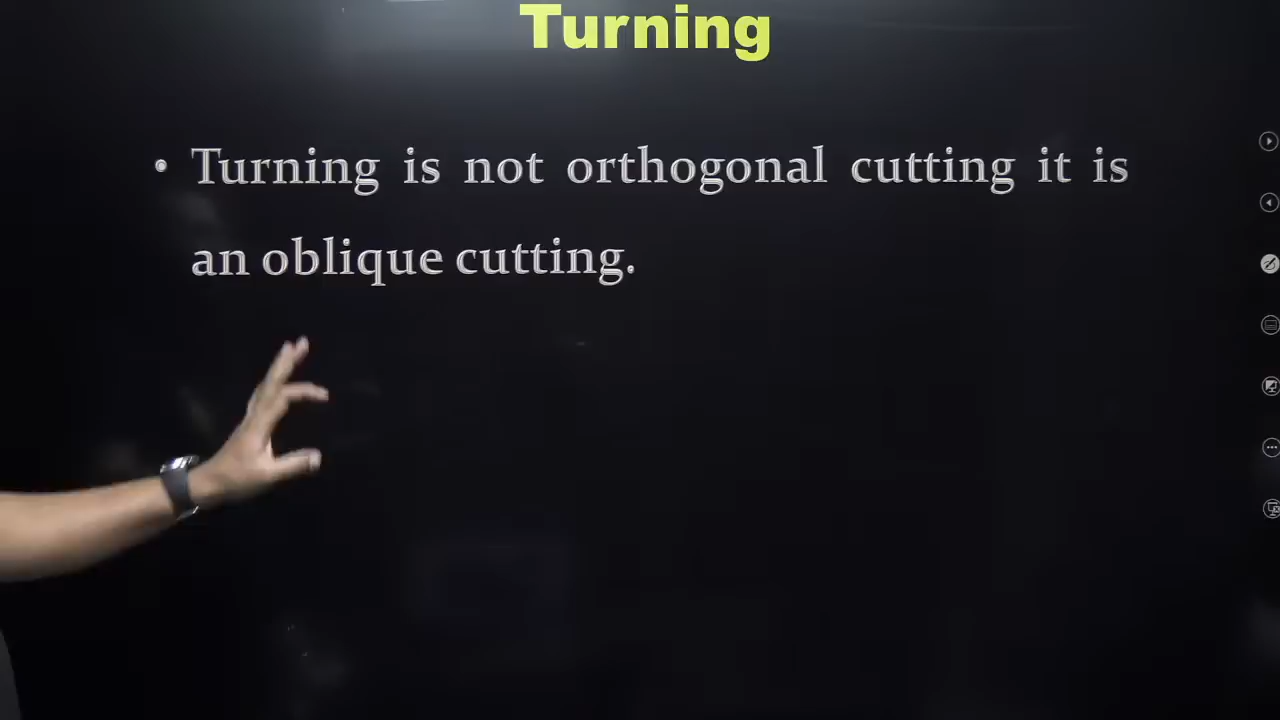 Turning
• Turning is not orthogonal cutting it is
an oblique cutting.